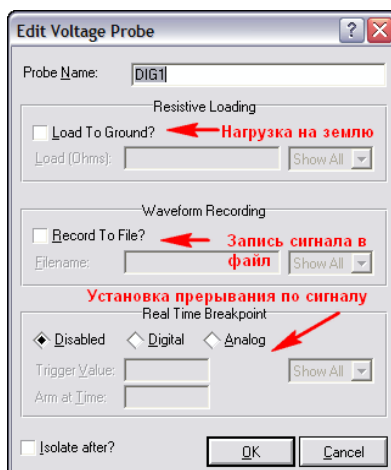 Edit Voltage Probe
Probe Name: DIG1
Resistive Loading
Load To Ground? Нагрузка на землю
Load (Ohms): Show All
Waveform Recording
Record To File? Запись сигнала в
файл
Filename: Show All
Установка прерывания по сигналу
Real Time Breakpoint
Disabled Digital Analog
Trigger Value: Show All
Arm at Time:
Isolate after? OK Cancel